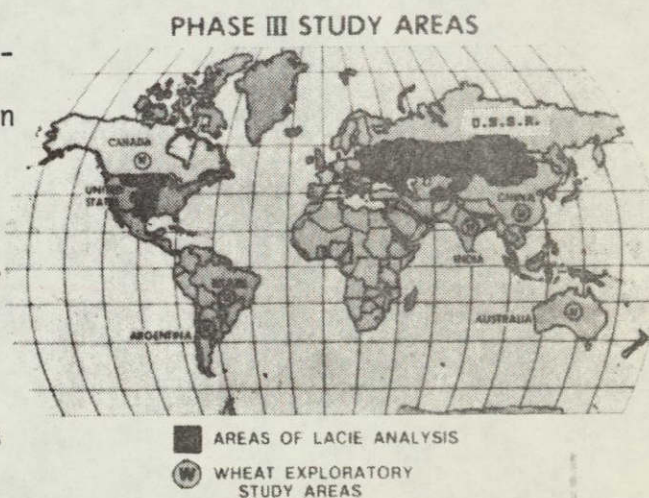 PHASE III STUDY AREAS
-
n
U.S.S.R.
CANADA
W
UNITED
STATES
CHINA
W
W
INDIA
BRAZIL
W
ARGENTINA
W
AUSTRALIA
W
s
AREAS OF LACIE ANALYSIS
W WHEAT EXPLORATORY
STUDY AREAS